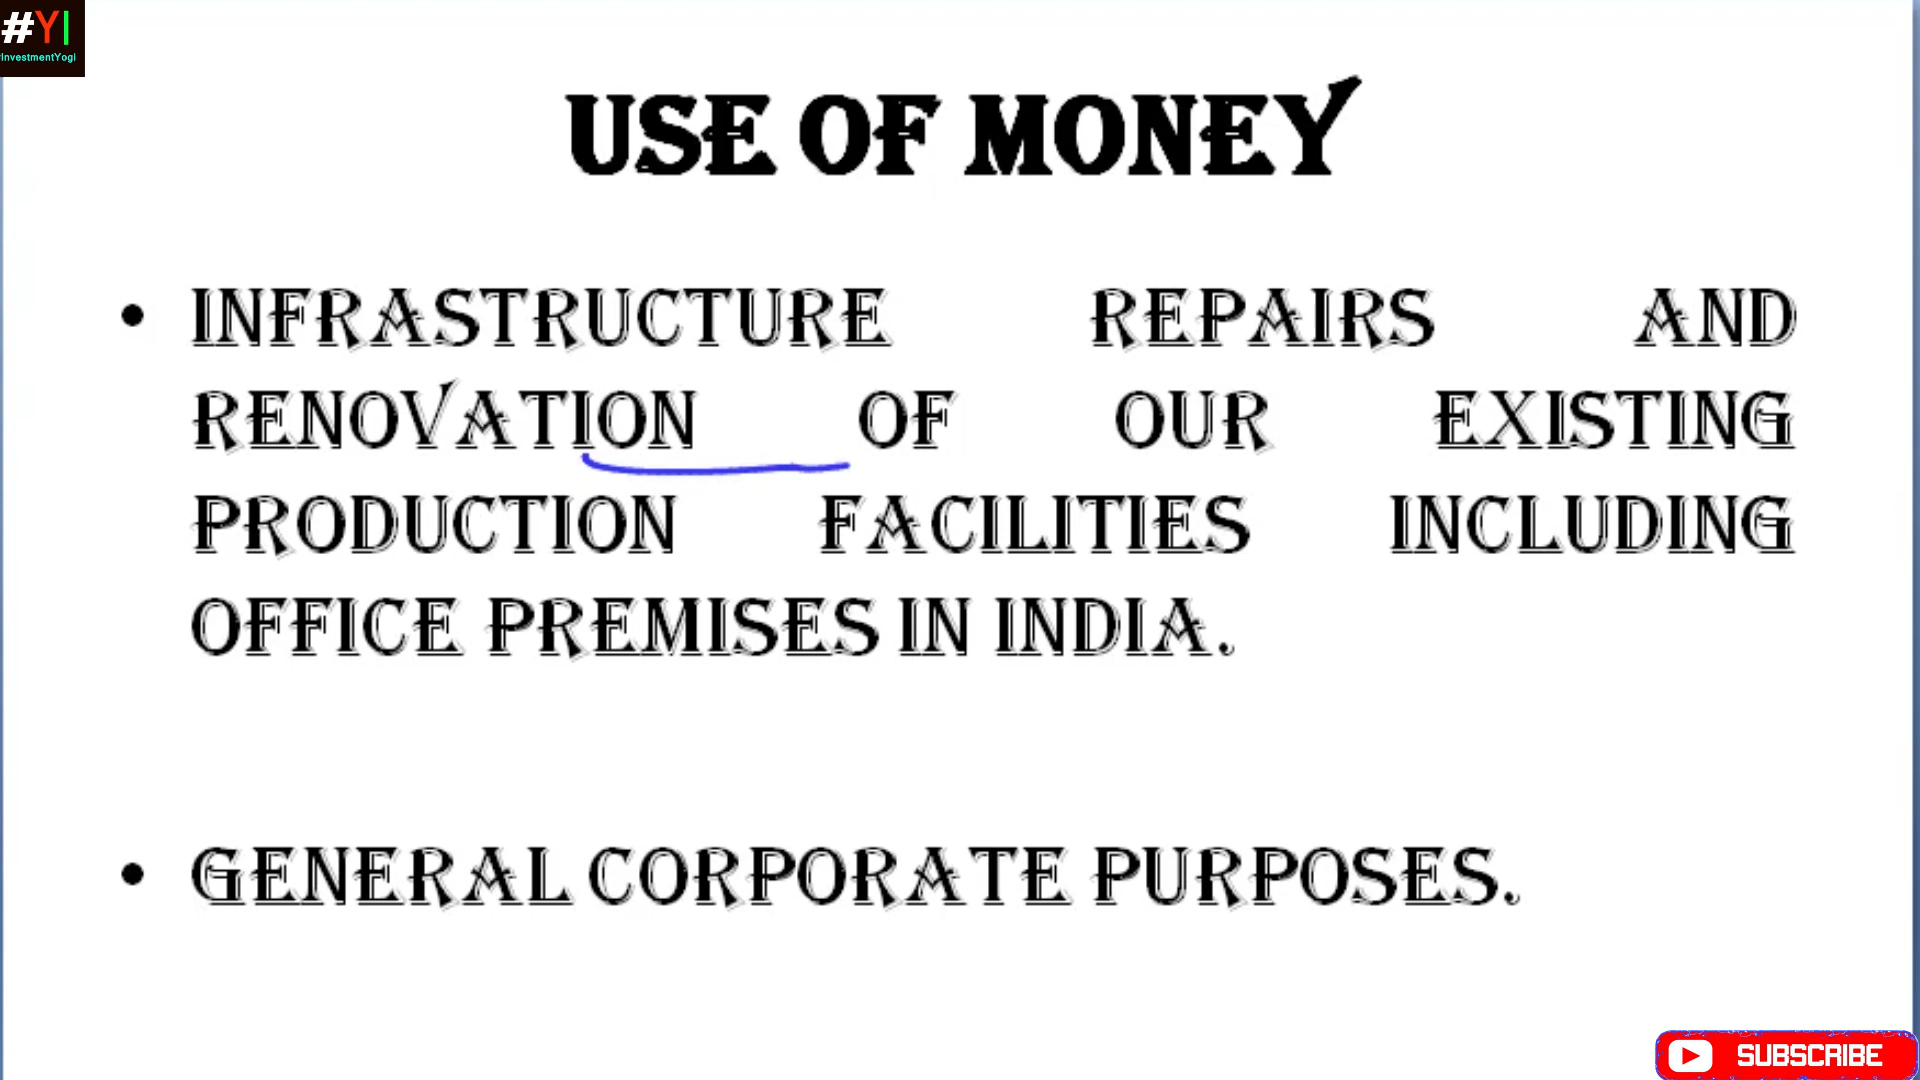 #YI
InvestmentYogi
USE OF MONEY
• INFRASTRUCTURE REPAIRS AND
RENOVATION OF OUR EXISTING
PRODUCTION FACILITIES INCLUDING
OFFICE PREMISES IN INDIA.
• GENERAL CORPORATE PURPOSES.
SUBSCRIBE